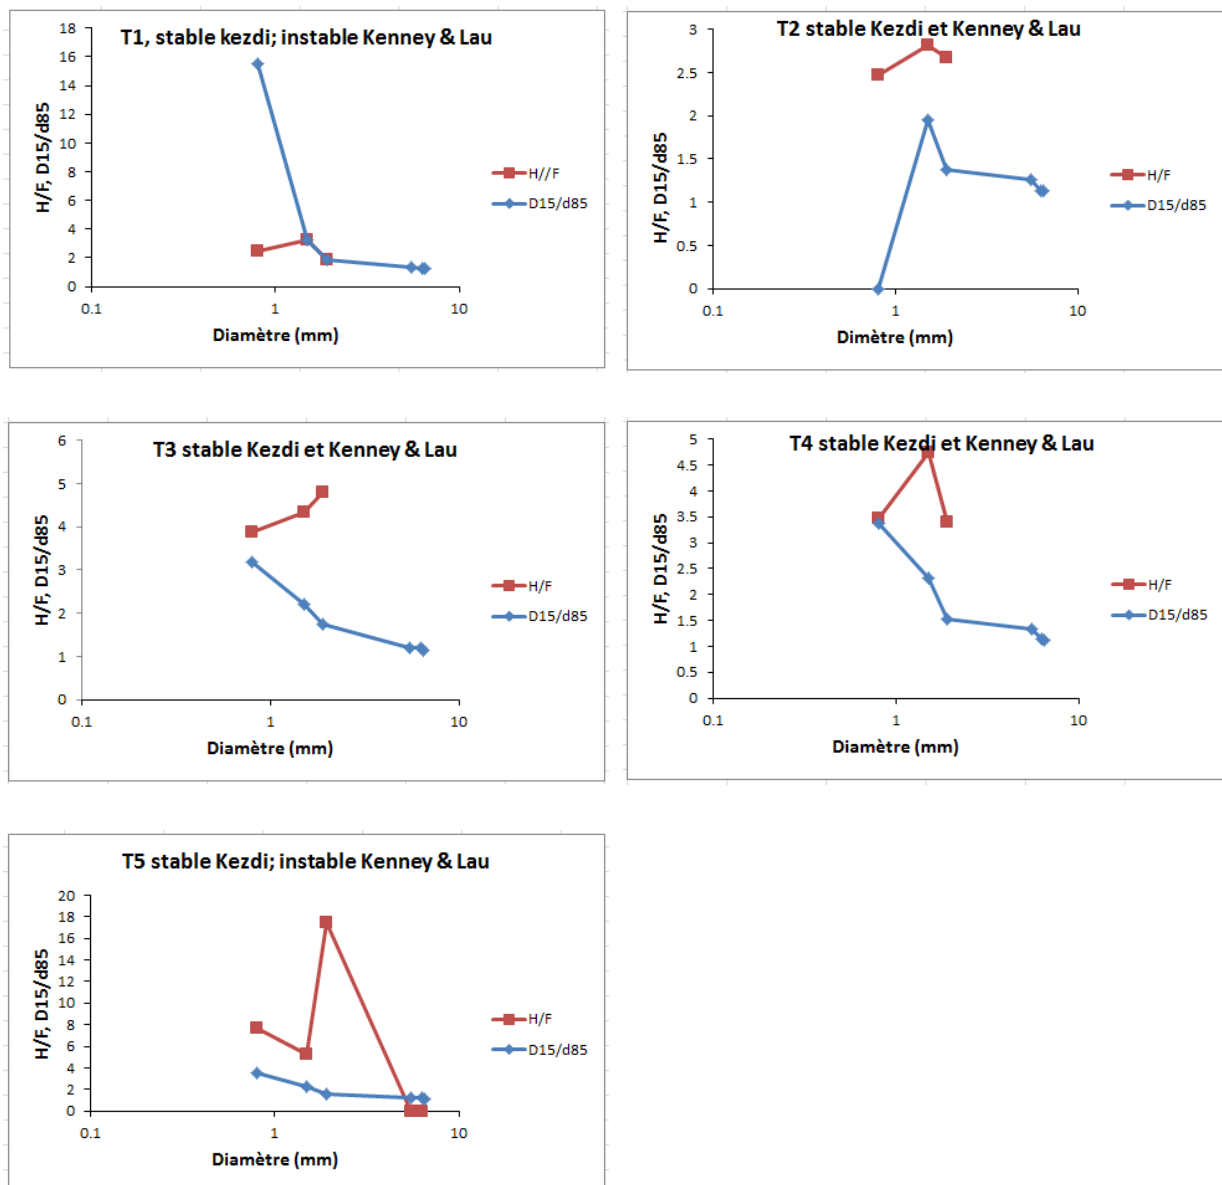 T1, stable kezdi; instable Kenney & Lau
18
16
14
12
10
8
6
4
2
0
H/F, D15/d85
0.1
1
10
Diamètre (mm)
H//F
D15/d85
T2 stable Kezdi et Kenney & Lau
3
2.5
2
1.5
1
0.5
0
H/F, D15/d85
0.1
1
10
Dimètre (mm)
H/F
D15/d85
T3 stable Kezdi et Kenney & Lau
6
5
4
3
2
1
0
H/F, D15/d85
0.1
1
10
Diamètre (mm)
H/F
D15/d85
T4 stable Kezdi et Kenney & Lau
5
4.5
4
3.5
3
2.5
2
1.5
1
0.5
0
H/F, D15/d85
0.1
1
10
Diamètre (mm)
H/F
D15/d85
T5 stable Kezdi; instable Kenney & Lau
20
18
16
14
12
10
8
6
4
2
0
H/F, D15/d85
0.1
1
10
Diamètre (mm)
H/F
D15/d85